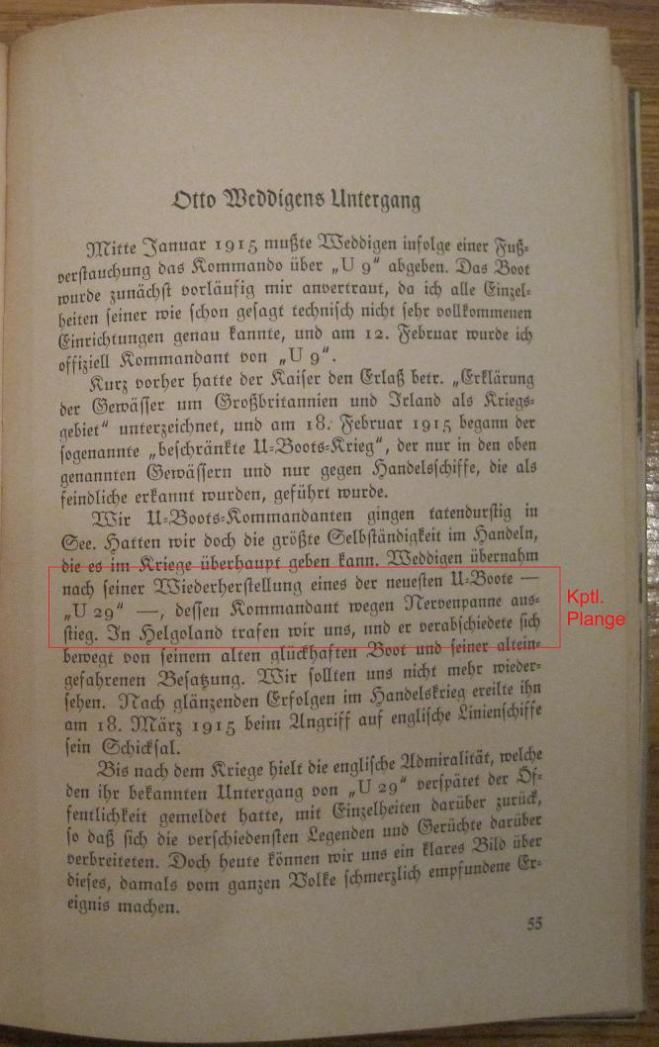 Otto Weddigens Untergang
Mitte Januar 1915 mußte Weddigen infolge einer Fuß-
verstauchung das Kommando über „U 9“ abgeben. Das Boot
wurde zunächst vorläufig mir anvertraut, da ich alle Einzel-
heiten seiner wie schon gesagt technisch nicht sehr vollkommenen
Einrichtungen genau kannte, und am 12. Februar wurde ich
offiziell Kommandant von „U 9“.
Kurz vorher hatte der Kaiser den Erlaß betr. „Erklärung
der Gewässer um Großbritannien und Irland als Kriegs-
gebiet“ unterzeichnet, und am 18. Februar 1915 begann der
sogenannte „beschränkte U-Boots-Krieg“, der nur in den oben
genannten Gewässern und nur gegen Handelsschiffe, die als
feindliche erkannt wurden, geführt wurde.
Wir U-Boots-Kommandanten gingen tatendurstig in
See. Hatten wir doch die größte Selbständigkeit im Handeln,
die es im Kriege überhaupt geben kann. Weddigen übernahm
nach seiner Wiederherstellung eines der neuesten U-Boote —
„U 29“ —, dessen Kommandant wegen Nervenpanne aus-
stieg. In Helgoland trafen wir uns, und er verabschiedete sich
bewegt von seinem alten glückhaften Boot und seiner altein-
gefahrenen Besatzung. Wir sollten uns nicht mehr wieder-
sehen. Nach glänzenden Erfolgen im Handelskrieg ereilte ihn
am 18. März 1915 beim Angriff auf englische Linienschiffe
sein Schicksal.
Bis nach dem Kriege hielt die englische Admiralität, welche
den ihr bekannten Untergang von „U 29“ verspätet der Öf-
fentlichkeit gemeldet hatte, mit Einzelheiten darüber zurück,
so daß sich die verschiedensten Legenden und Gerüchte darüber
verbreiteten. Doch heute können wir uns ein klares Bild über
dieses, damals vom ganzen Volke schmerzlich empfundene Er-
eignis machen.
55
Kptl.
Plange